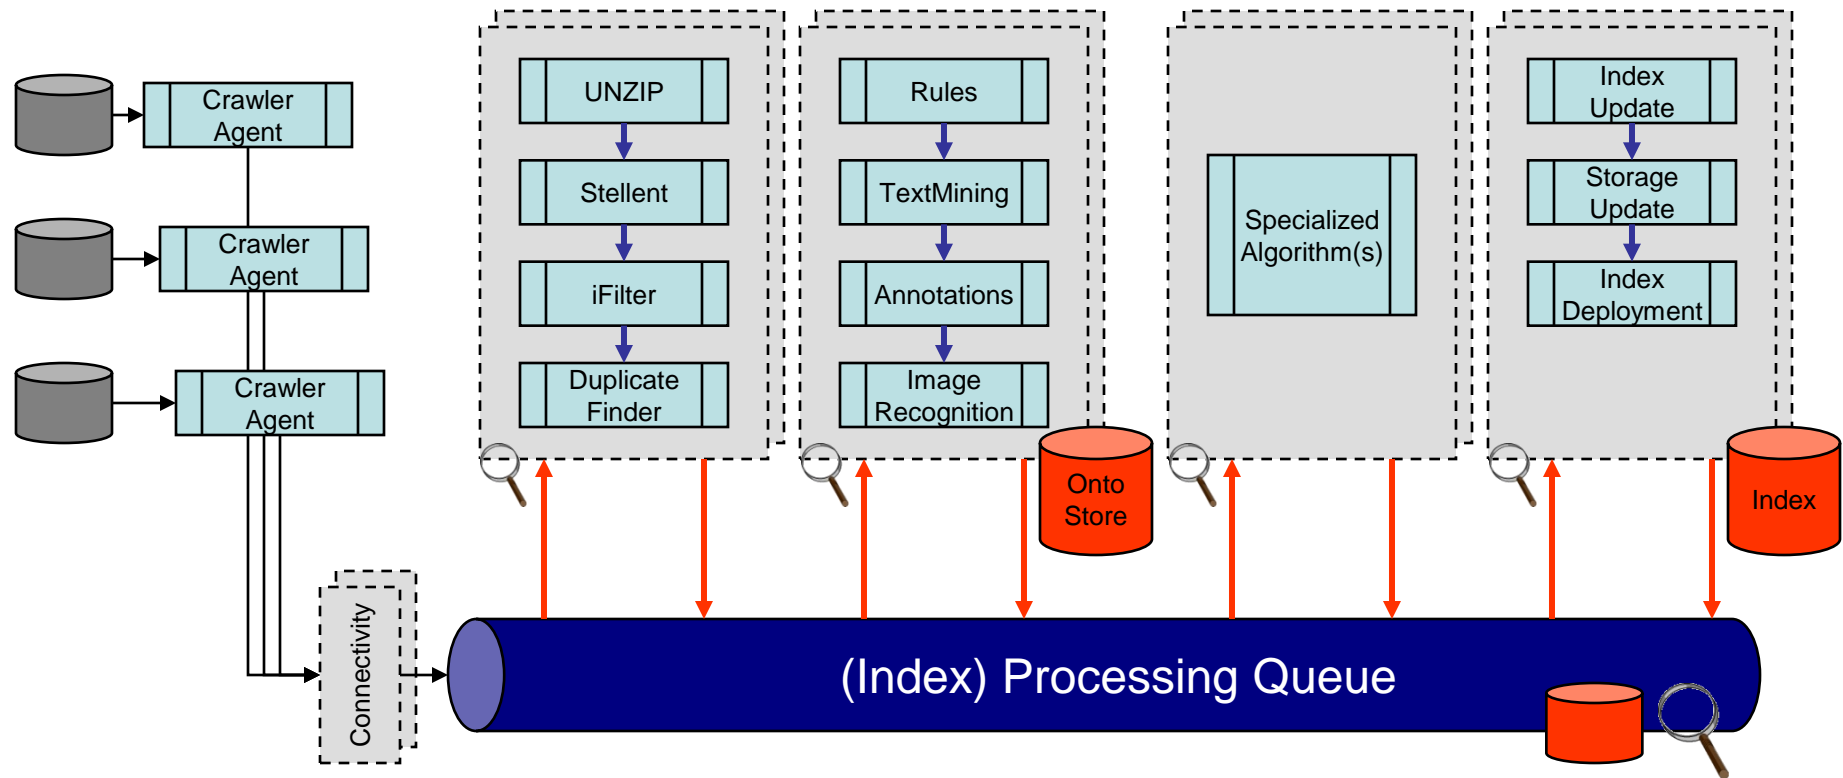 Crawler
Agent
Crawler
Agent
Crawler
Agent
UNZIP
Stellent
iFilter
Duplicate
Finder
Rules
TextMining
Annotations
Image
Recognition
Onto
Store
Specialized
Algorithm(s)
Index
Update
Storage
Update
Index
Deployment
Index
Connectivity
(Index) Processing Queue